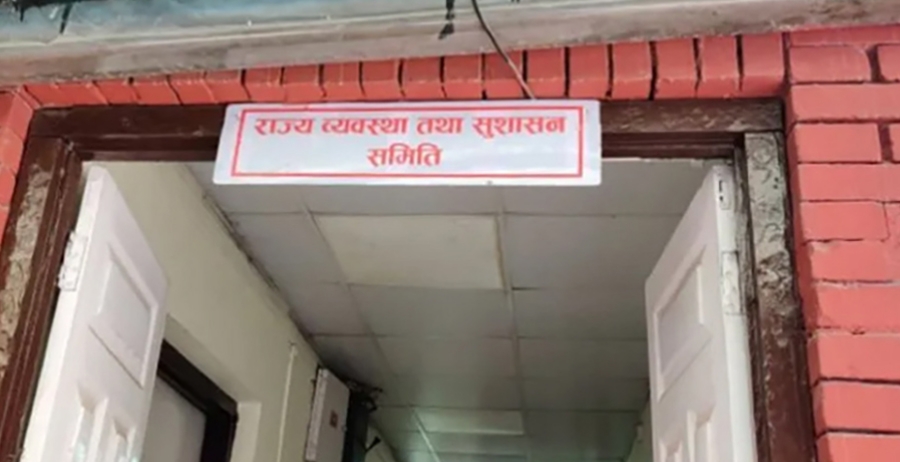 राज्य व्यवस्था तथा सुशासन
समिति